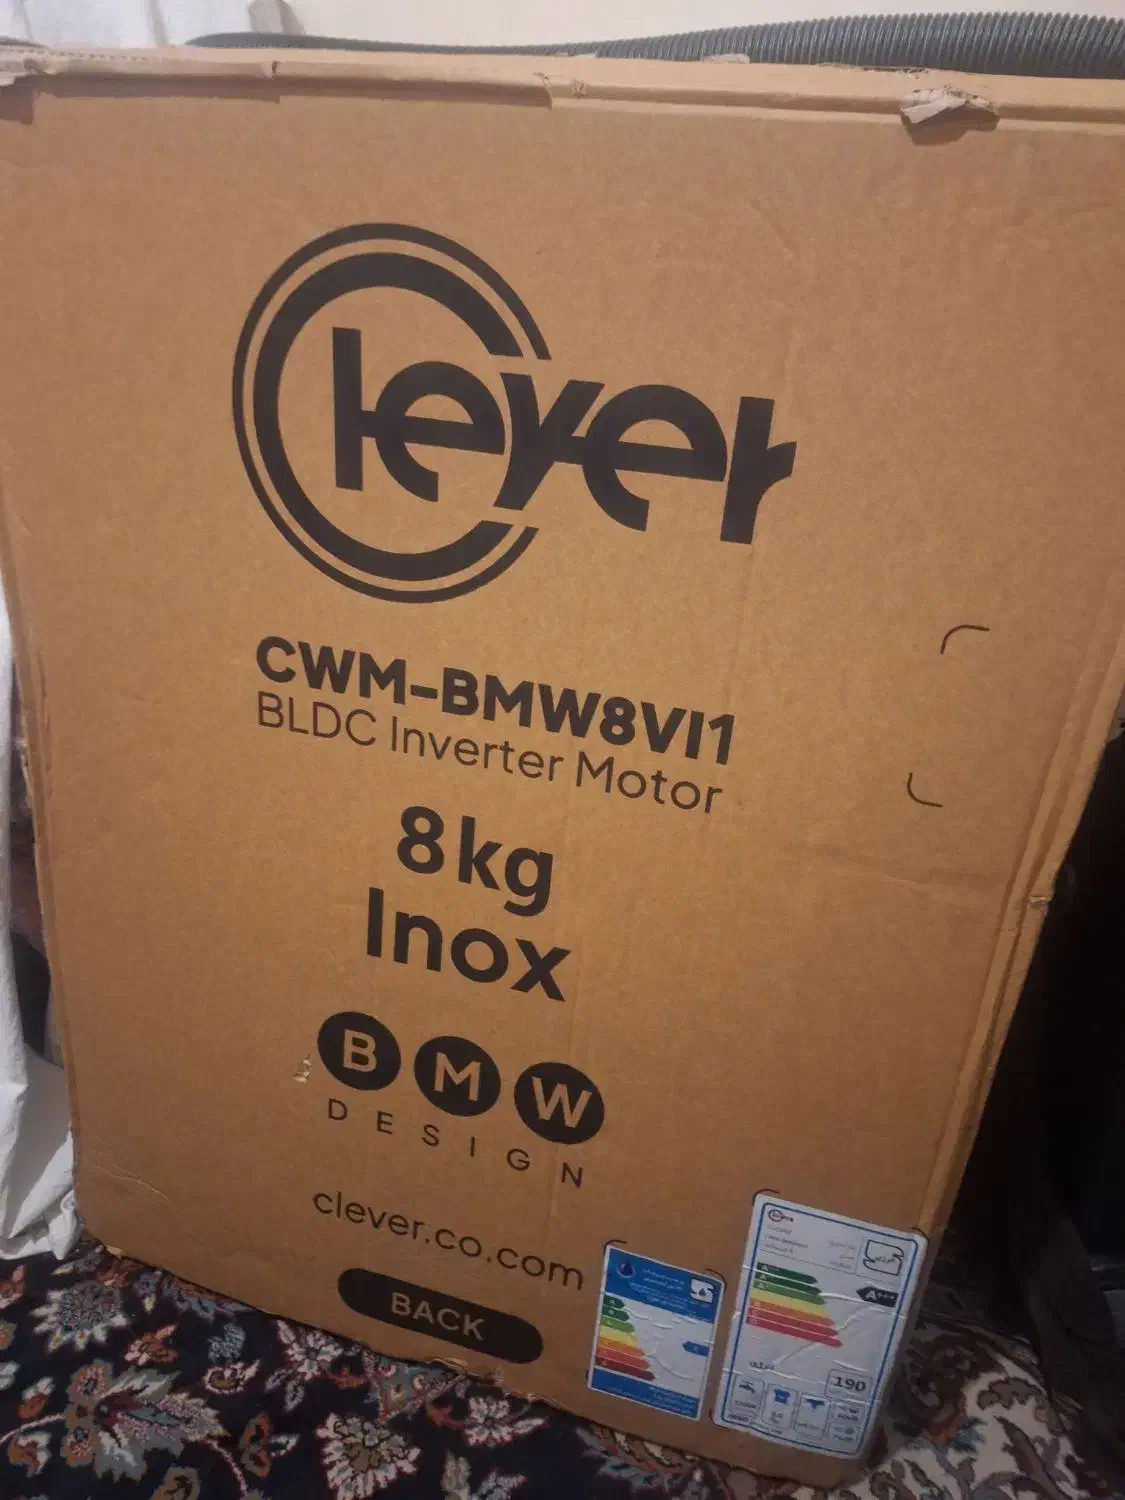 Clever
CWM-BMW8VI1
BLDC Inverter Motor
8kg
Inox
BMW
DESIGN
clever.co.com
BACK
A+++
190